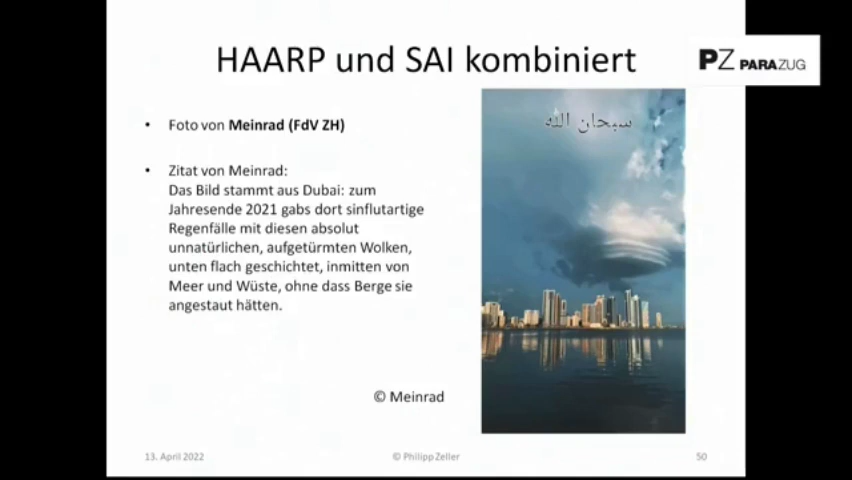 HAARP und SAI kombiniert
PZ PARAZUG
• Foto von Meinrad (FdV ZH)
• Zitat von Meinrad:
Das Bild stammt aus Dubai: zum
Jahresende 2021 gabs dort sinflutartige
Regenfälle mit diesen absolut
unnatürlichen, aufgetürmten Wolken,
unten flach geschichtet, inmitten von
Meer und Wüste, ohne dass Berge sie
angestaut hätten.
سبحان الله
© Meinrad
13. April 2022
© Philipp Zeller
50